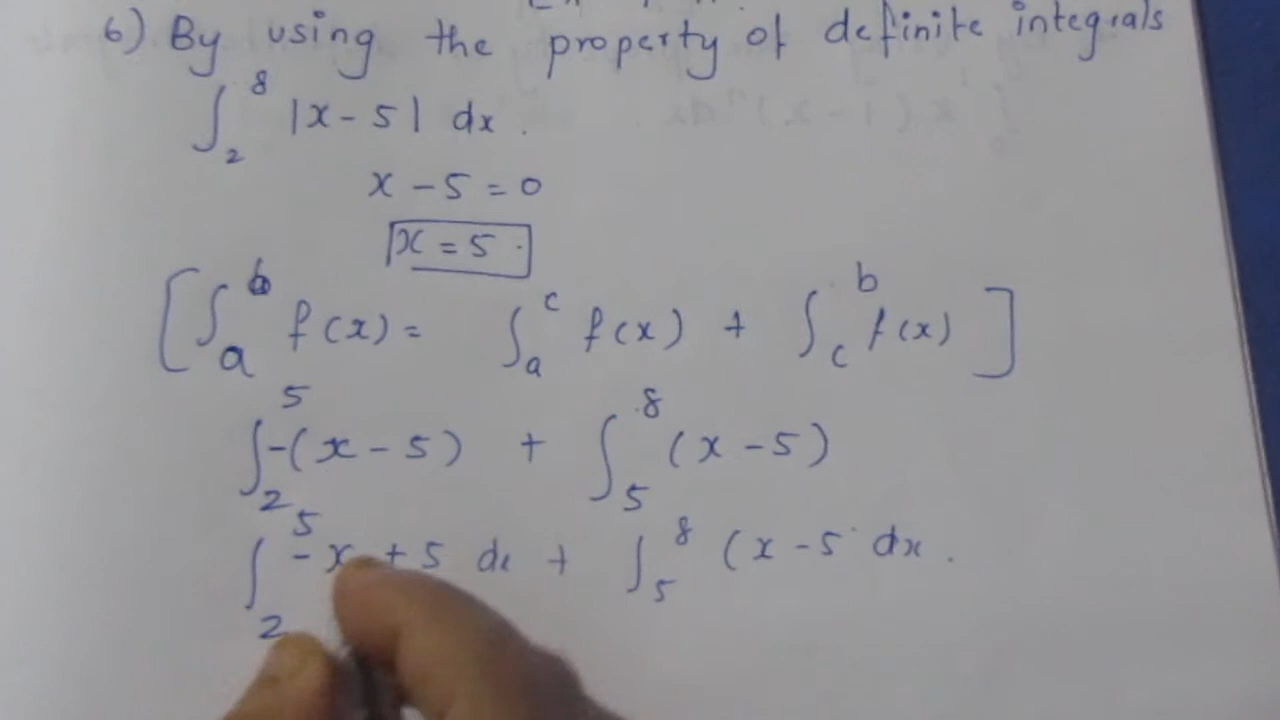 6) By using the property of definite integrals
∫₂⁸ |x - 5| dx .
x - 5 = 0
x = 5 .
[∫ₐᵇ f(x) = ∫ₐᶜ f(x) + ∫꜀ᵇ f(x)]
∫₂⁵ -(x - 5) + ∫₅⁸ (x - 5)
∫₂⁵ -x + 5 dx + ∫₅⁸ (x - 5 dx .